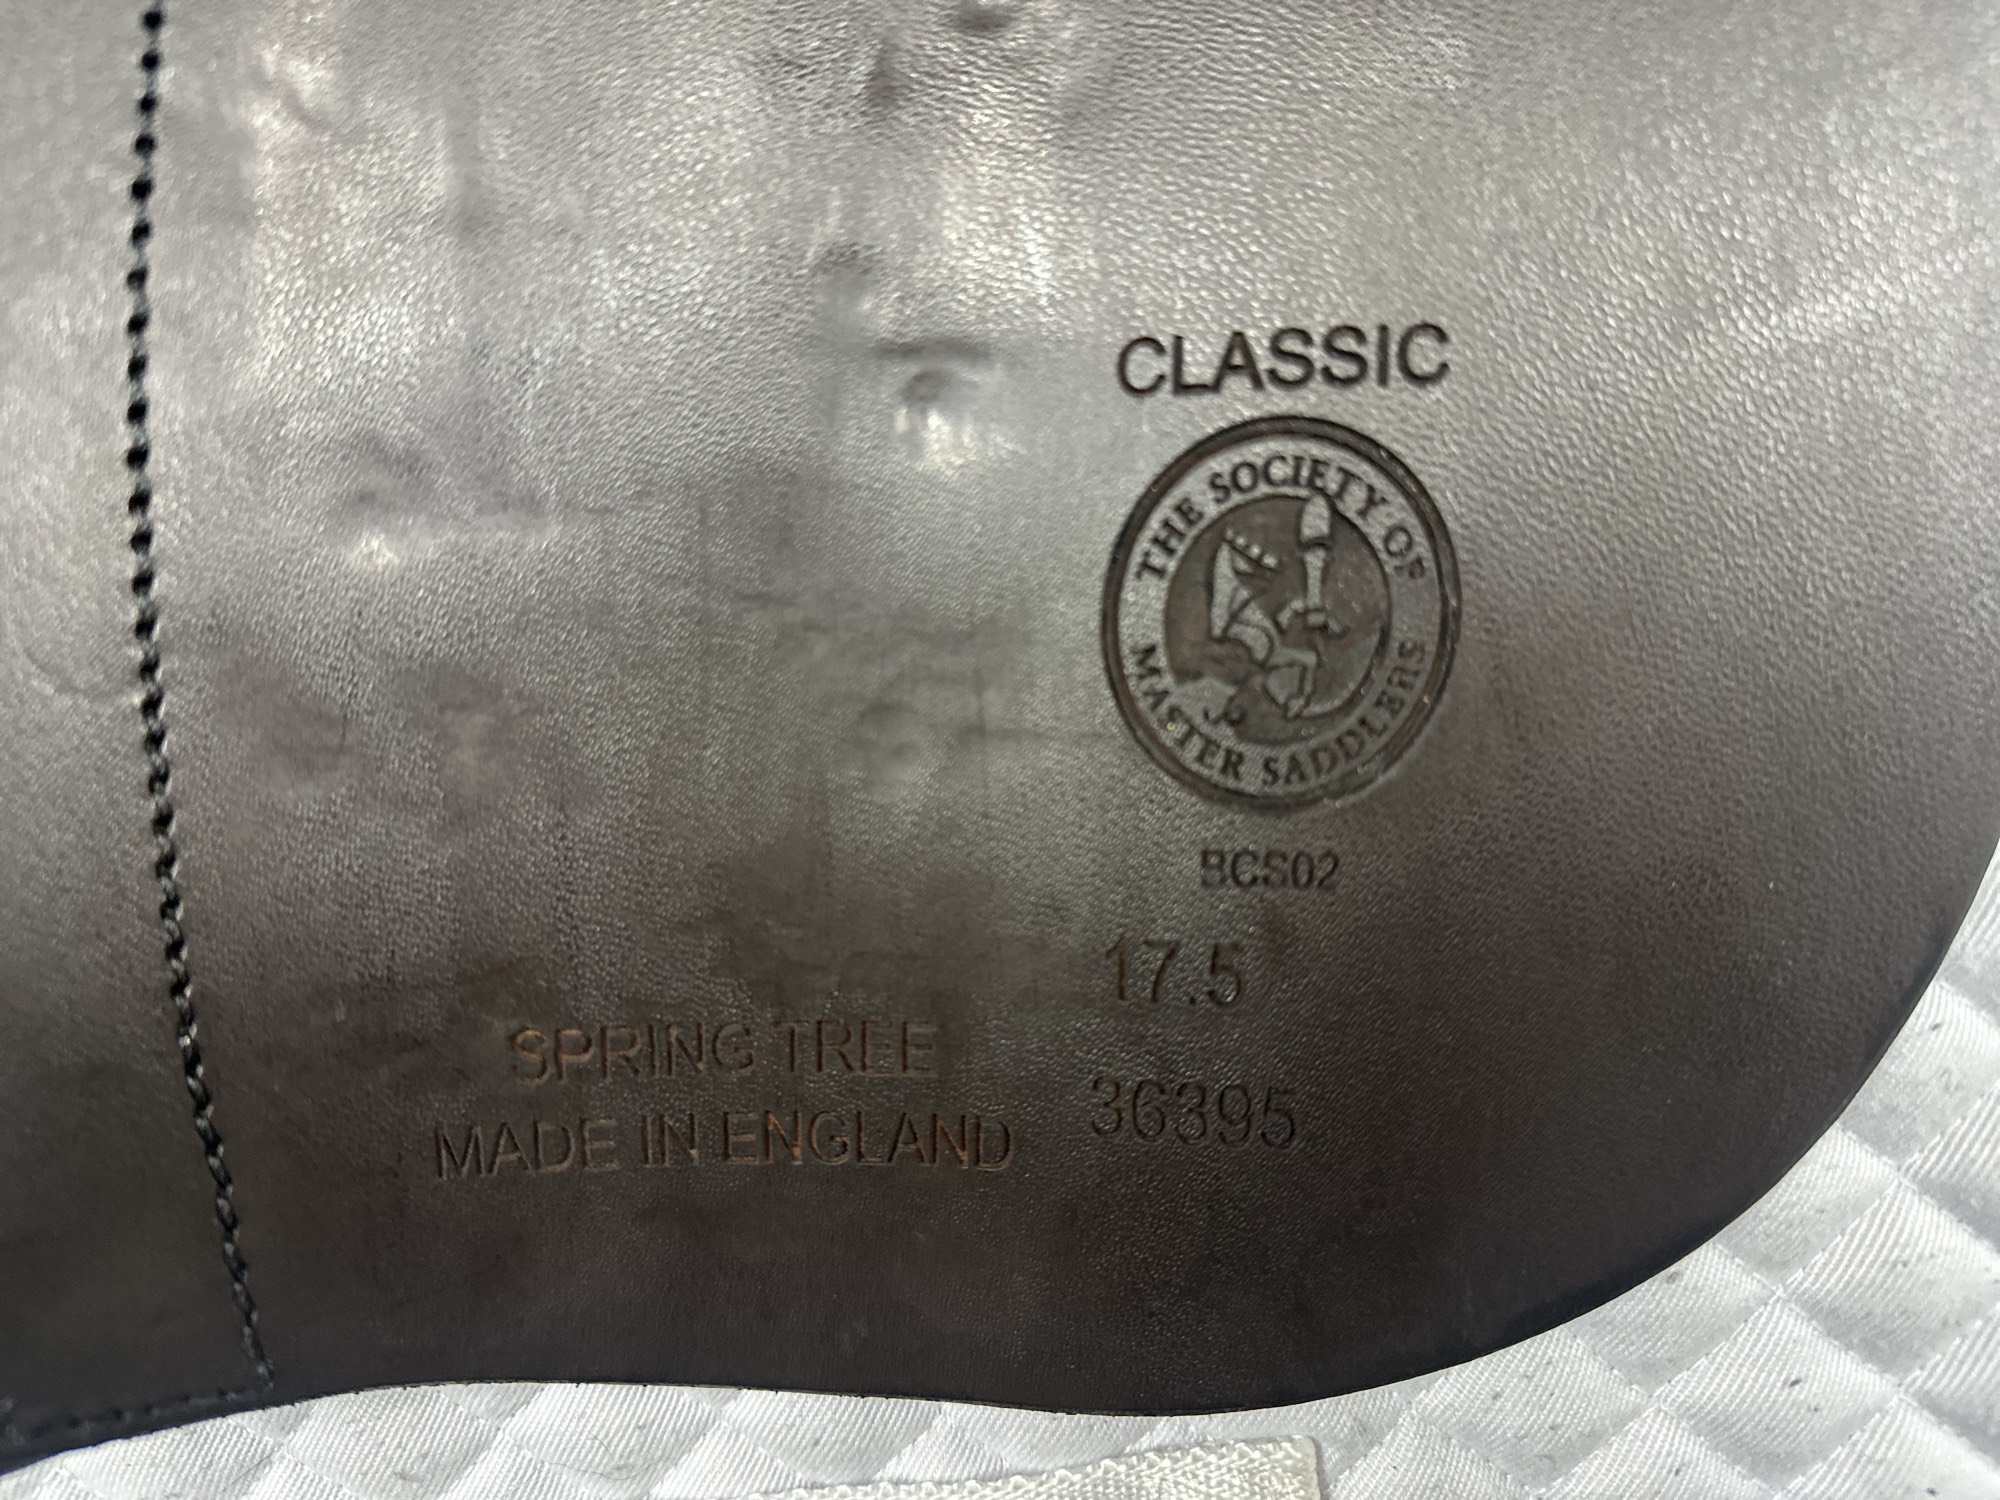 CLASSIC
THE SOCIETY OF
MASTER SADDLERS
BCS02
17.5
SPRING TREE
36395
MADE IN ENGLAND